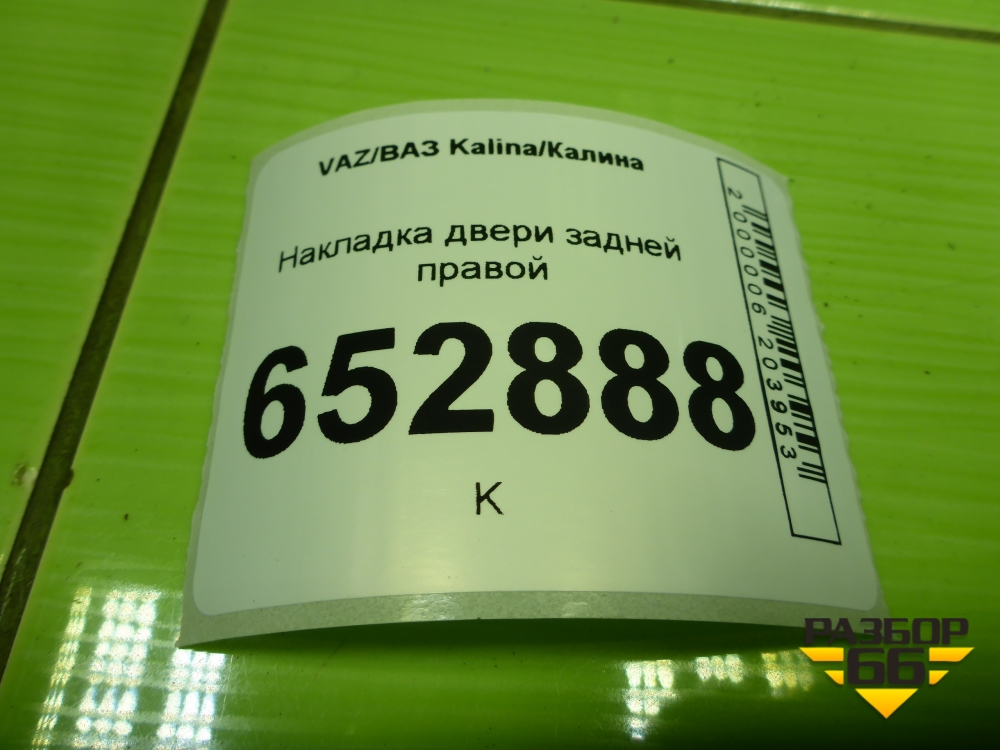 VAZ/ВАЗ Kalina/Калина
Накладка двери задней
правой
652888
К
2000006203953
РАЗБОР
66